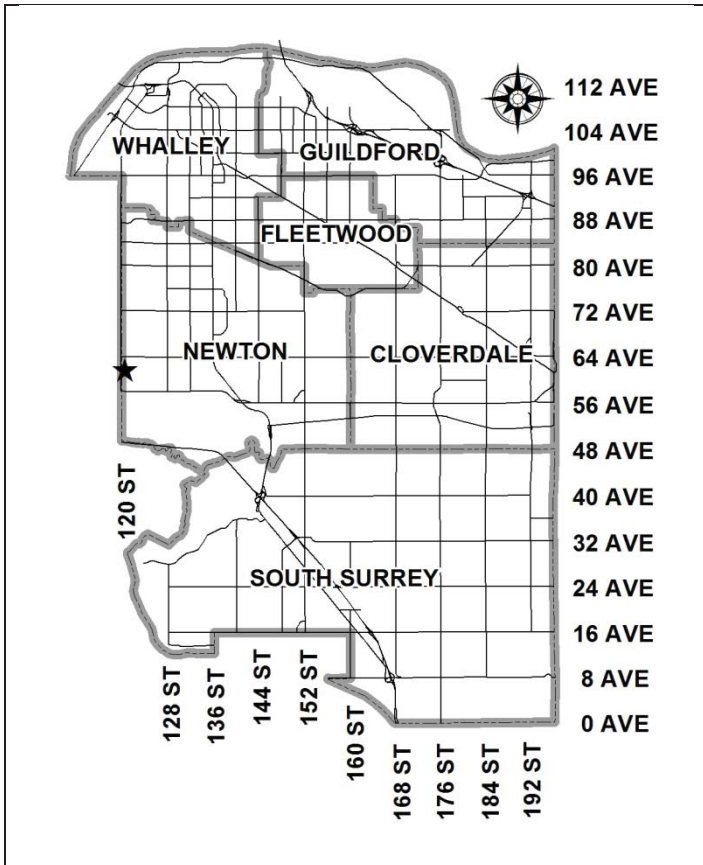 112 AVE
104 AVE
WHALLEY
GUILDFORD
96 AVE
88 AVE
FLEETWOOD
80 AVE
72 AVE
NEWTON
CLOVERDALE
64 AVE
56 AVE
48 AVE
120 ST
40 AVE
32 AVE
SOUTH SURREY
24 AVE
16 AVE
128 ST
136 ST
144 ST
152 ST
8 AVE
160 ST
0 AVE
168 ST
176 ST
184 ST
192 ST